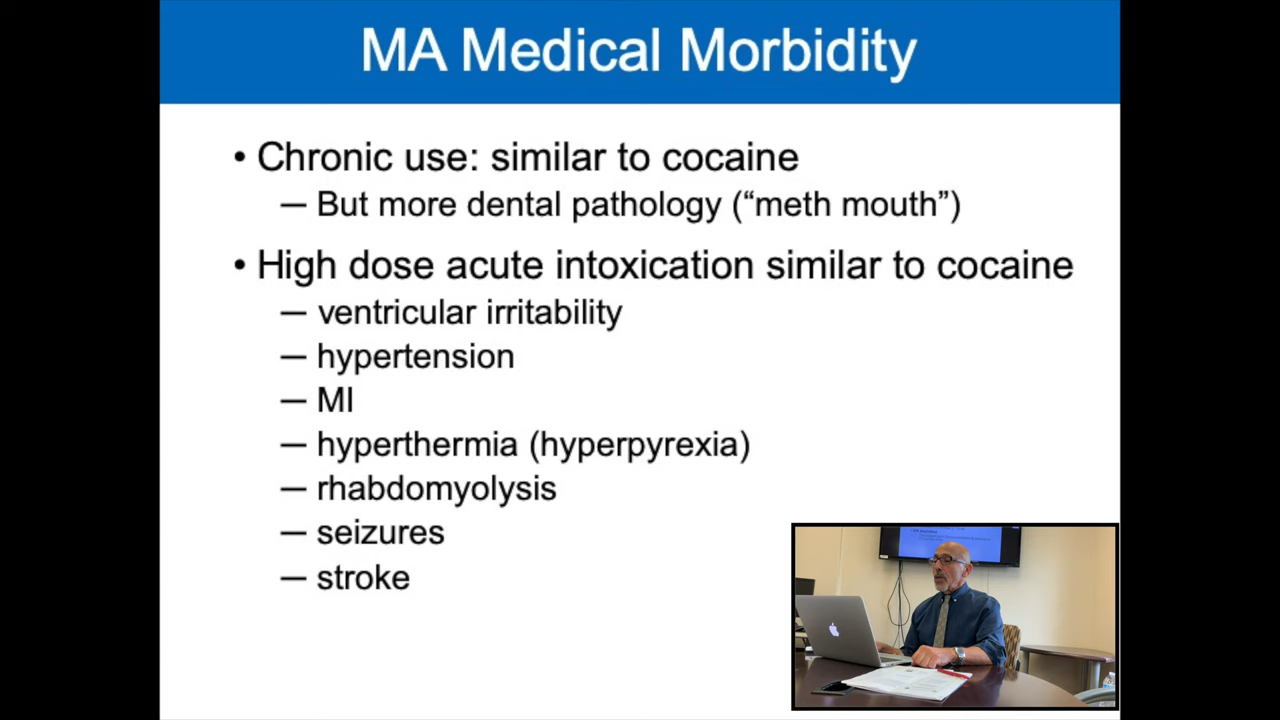 MA Medical Morbidity
• Chronic use: similar to cocaine
– But more dental pathology (“meth mouth”)
• High dose acute intoxication similar to cocaine
– ventricular irritability
– hypertension
– MI
– hyperthermia (hyperpyrexia)
– rhabdomyolysis
– seizures
– stroke